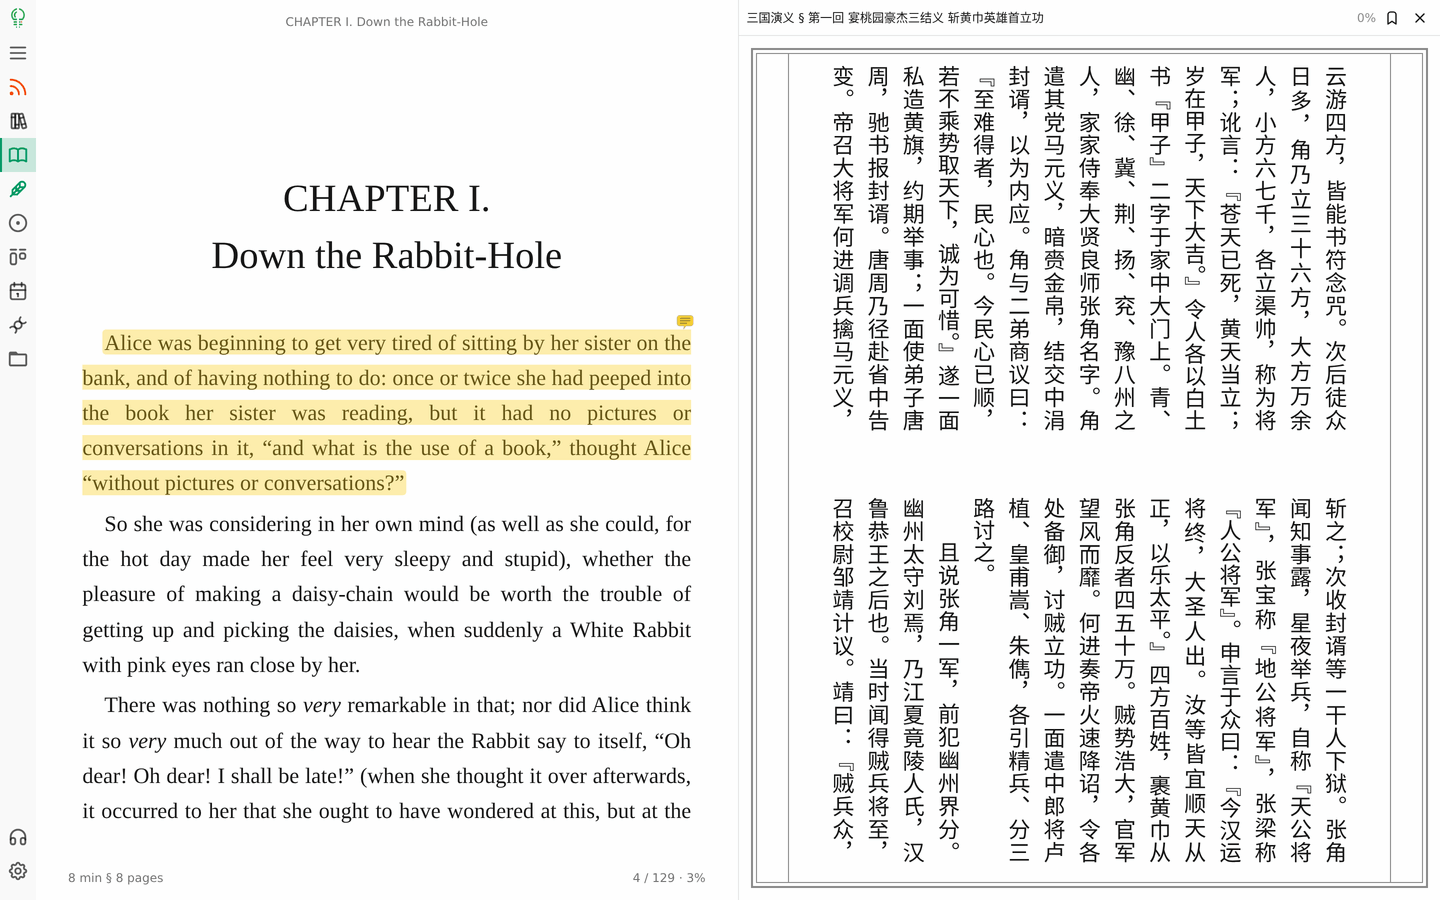 CHAPTER I. Down the Rabbit-Hole
CHAPTER I.
Down the Rabbit-Hole
Alice was beginning to get very tired of sitting by her sister on the
bank, and of having nothing to do: once or twice she had peeped into
the book her sister was reading, but it had no pictures or
conversations in it, “and what is the use of a book,” thought Alice
“without pictures or conversations?”
So she was considering in her own mind (as well as she could, for
the hot day made her feel very sleepy and stupid), whether the
pleasure of making a daisy-chain would be worth the trouble of
getting up and picking the daisies, when suddenly a White Rabbit
with pink eyes ran close by her.
There was nothing so very remarkable in that; nor did Alice think
it so very much out of the way to hear the Rabbit say to itself, “Oh
dear! Oh dear! I shall be late!” (when she thought it over afterwards,
it occurred to her that she ought to have wondered at this, but at the
8 min § 8 pages
4 / 129 · 3%
三国演义 § 第一回 宴桃园豪杰三结义 斩黄巾英雄首立功
0%
云游四方，皆能书符念咒。次后徒众
日多，角乃立三十六方，大方万余
人，小方六七千，各立渠帅，称为将
军；讹言：『苍天已死，黄天当立；
岁在甲子，天下大吉。』令人各以白土
书『甲子』二字于家中大门上。青、
幽、徐、冀、荆、扬、兖、豫八州之
人，家家侍奉大贤良师张角名字。角
遣其党马元义，暗赍金帛，结交中涓
封谞，以为内应。角与二弟商议曰：
『至难得者，民心也。今民心已顺，
若不乘势取天下，诚为可惜。』遂一面
私造黄旗，约期举事；一面使弟子唐
周，驰书报封谞。唐周乃径赴省中告
变。帝召大将军何进调兵擒马元义，
斩之；次收封谞等一干人下狱。张角
闻知事露，星夜举兵，自称『天公将
军』，张宝称『地公将军』，张梁称
『人公将军』。申言于众曰：『今汉运
将终，大圣人出。汝等皆宜顺天从
正，以乐太平。』四方百姓，裹黄巾从
张角反者四五十万。贼势浩大，官军
望风而靡。何进奏帝火速降诏，令各
处备御，讨贼立功。一面遣中郎将卢
植、皇甫嵩、朱儁，各引精兵、分三
路讨之。
且说张角一军，前犯幽州界分。
幽州太守刘焉，乃江夏竟陵人氏，汉
鲁恭王之后也。当时闻得贼兵将至，
召校尉邹靖计议。靖曰：『贼兵众，